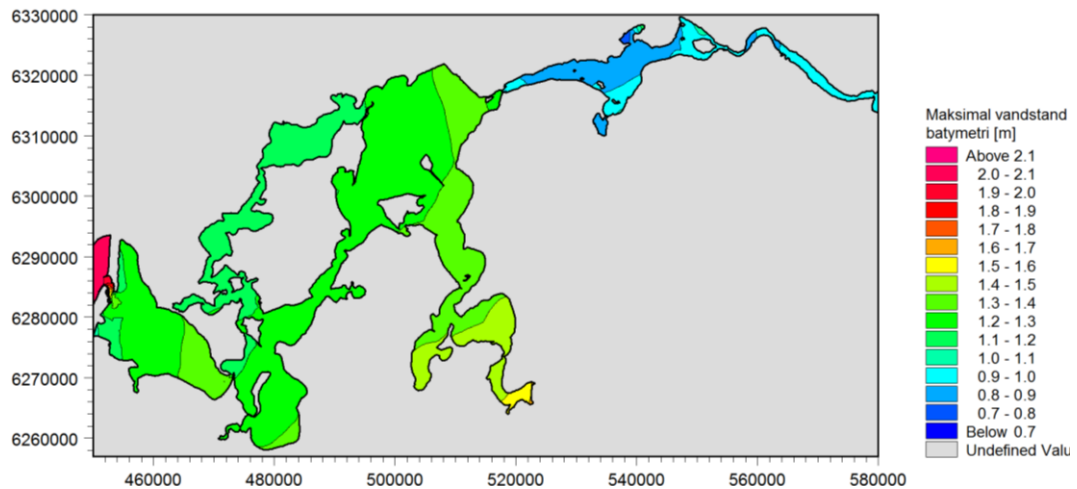 6330000
6320000
6310000
6300000
6290000
6280000
6270000
6260000
460000 480000 500000 520000 540000 560000 580000
Maksimal vandstand
batymetri [m]
Above 2.1
2.0 - 2.1
1.9 - 2.0
1.8 - 1.9
1.7 - 1.8
1.6 - 1.7
1.5 - 1.6
1.4 - 1.5
1.3 - 1.4
1.2 - 1.3
1.1 - 1.2
1.0 - 1.1
0.9 - 1.0
0.8 - 0.9
0.7 - 0.8
Below 0.7
Undefined Valu